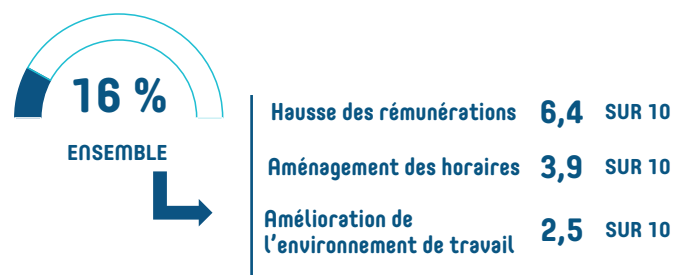 16 %
ENSEMBLE
Hausse des rémunérations 6,4 SUR 10
Aménagement des horaires 3,9 SUR 10
Amélioration de
l'environnement de travail 2,5 SUR 10